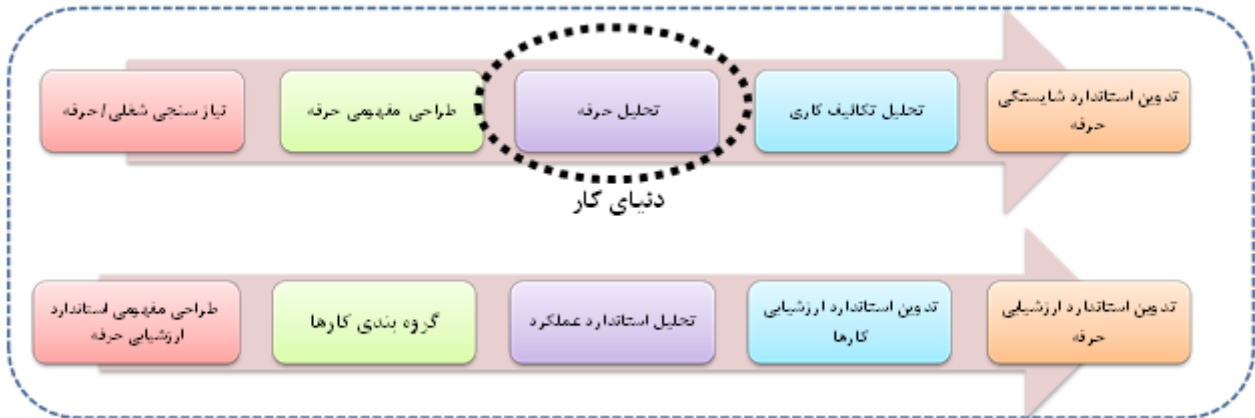 نیاز سنجی شغلی/حرفه
طراحی مفهومی حرفه
تحلیل حرفه
تحلیل تکالیف کاری
تدوین استاندارد شایستگی
حرفه
دنیای کار
طراحی مفهومی استاندارد
ارزشیابی حرفه
گروه بندی کارها
تحلیل استاندارد عملکرد
تدوین استاندارد ارزشیابی
کارها
تدوین استاندارد ارزشیابی
حرفه